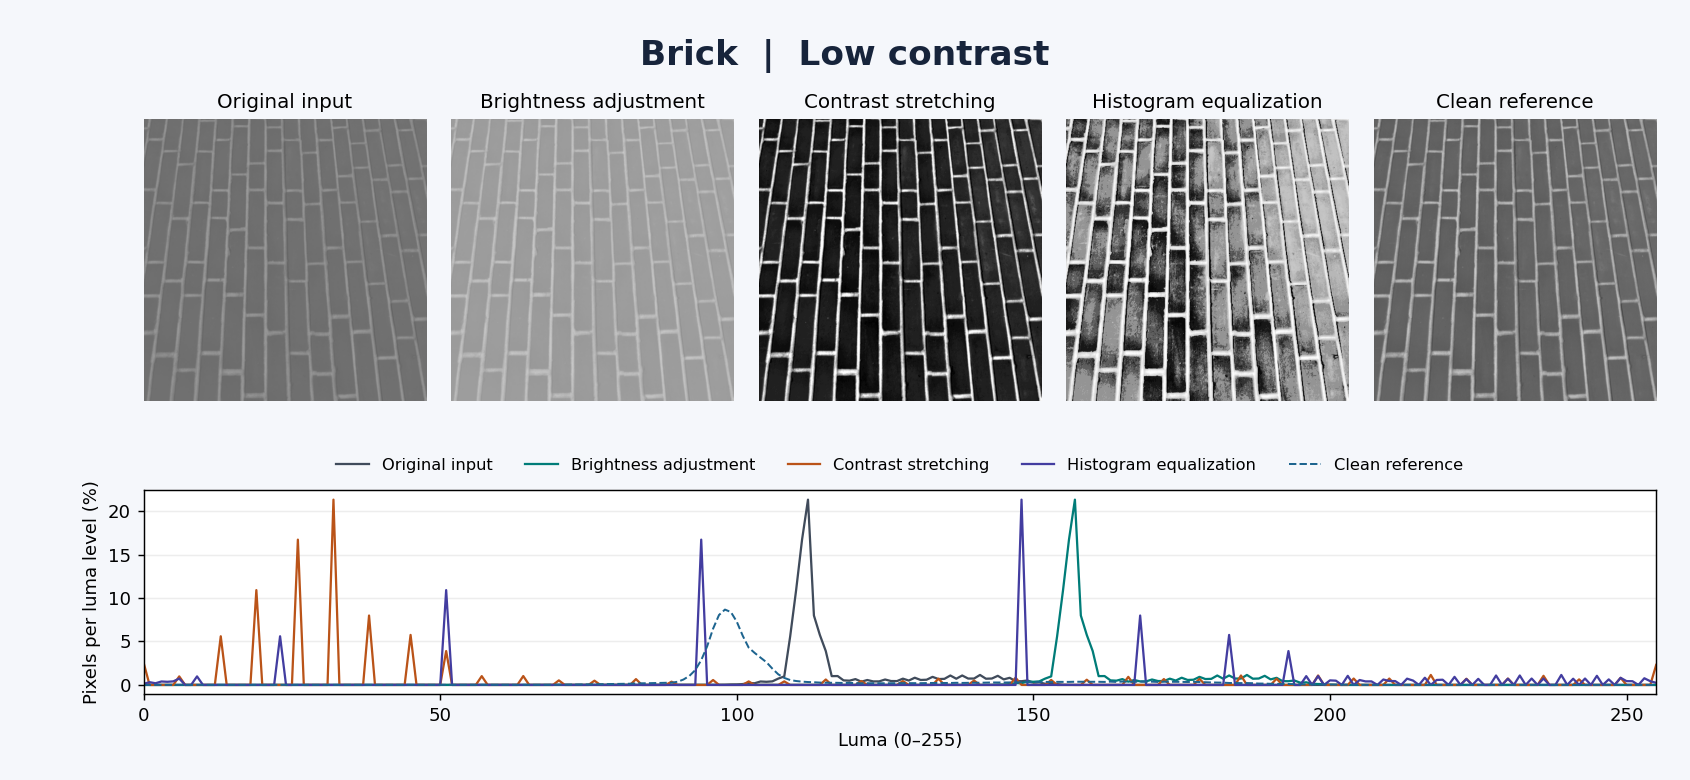 Brick | Low contrast
Original input Brightness adjustment Contrast stretching Histogram equalization Clean reference
Original input Brightness adjustment Contrast stretching Histogram equalization Clean reference
Pixels per luma level (%)
20
15
10
5
0
0 50 100 150 200 250
Luma (0–255)